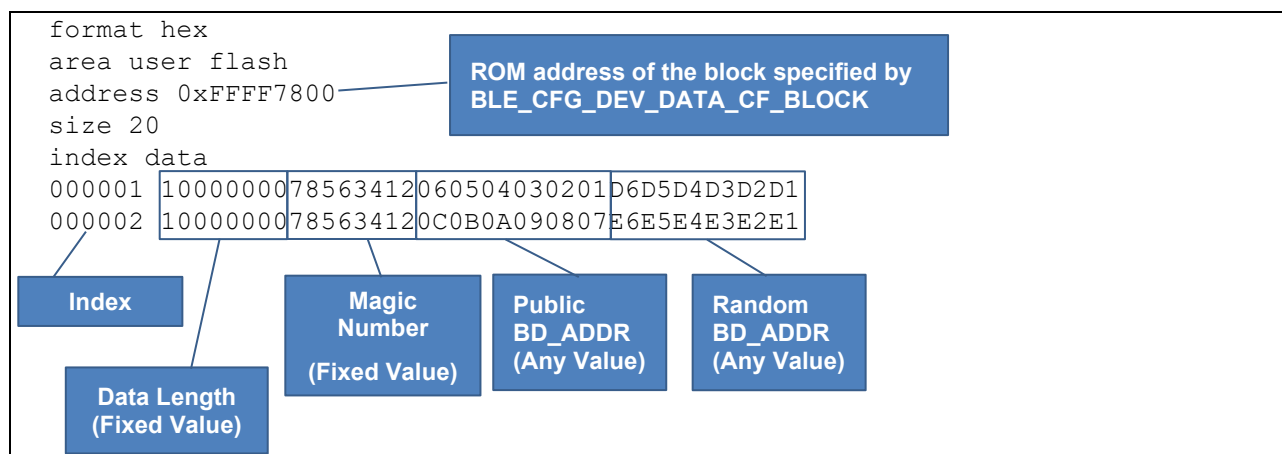 format hex
area user flash
address 0xFFFF7800
size 20
index data
000001 1000000078563412060504030201D6D5D4D3D2D1
000002 10000000785634120C0B0A090807E6E5E4E3E2E1
ROM address of the block specified by
BLE_CFG_DEV_DATA_CF_BLOCK
Index
Data Length
(Fixed Value)
Magic
Number
(Fixed Value)
Public
BD_ADDR
(Any Value)
Random
BD_ADDR
(Any Value)